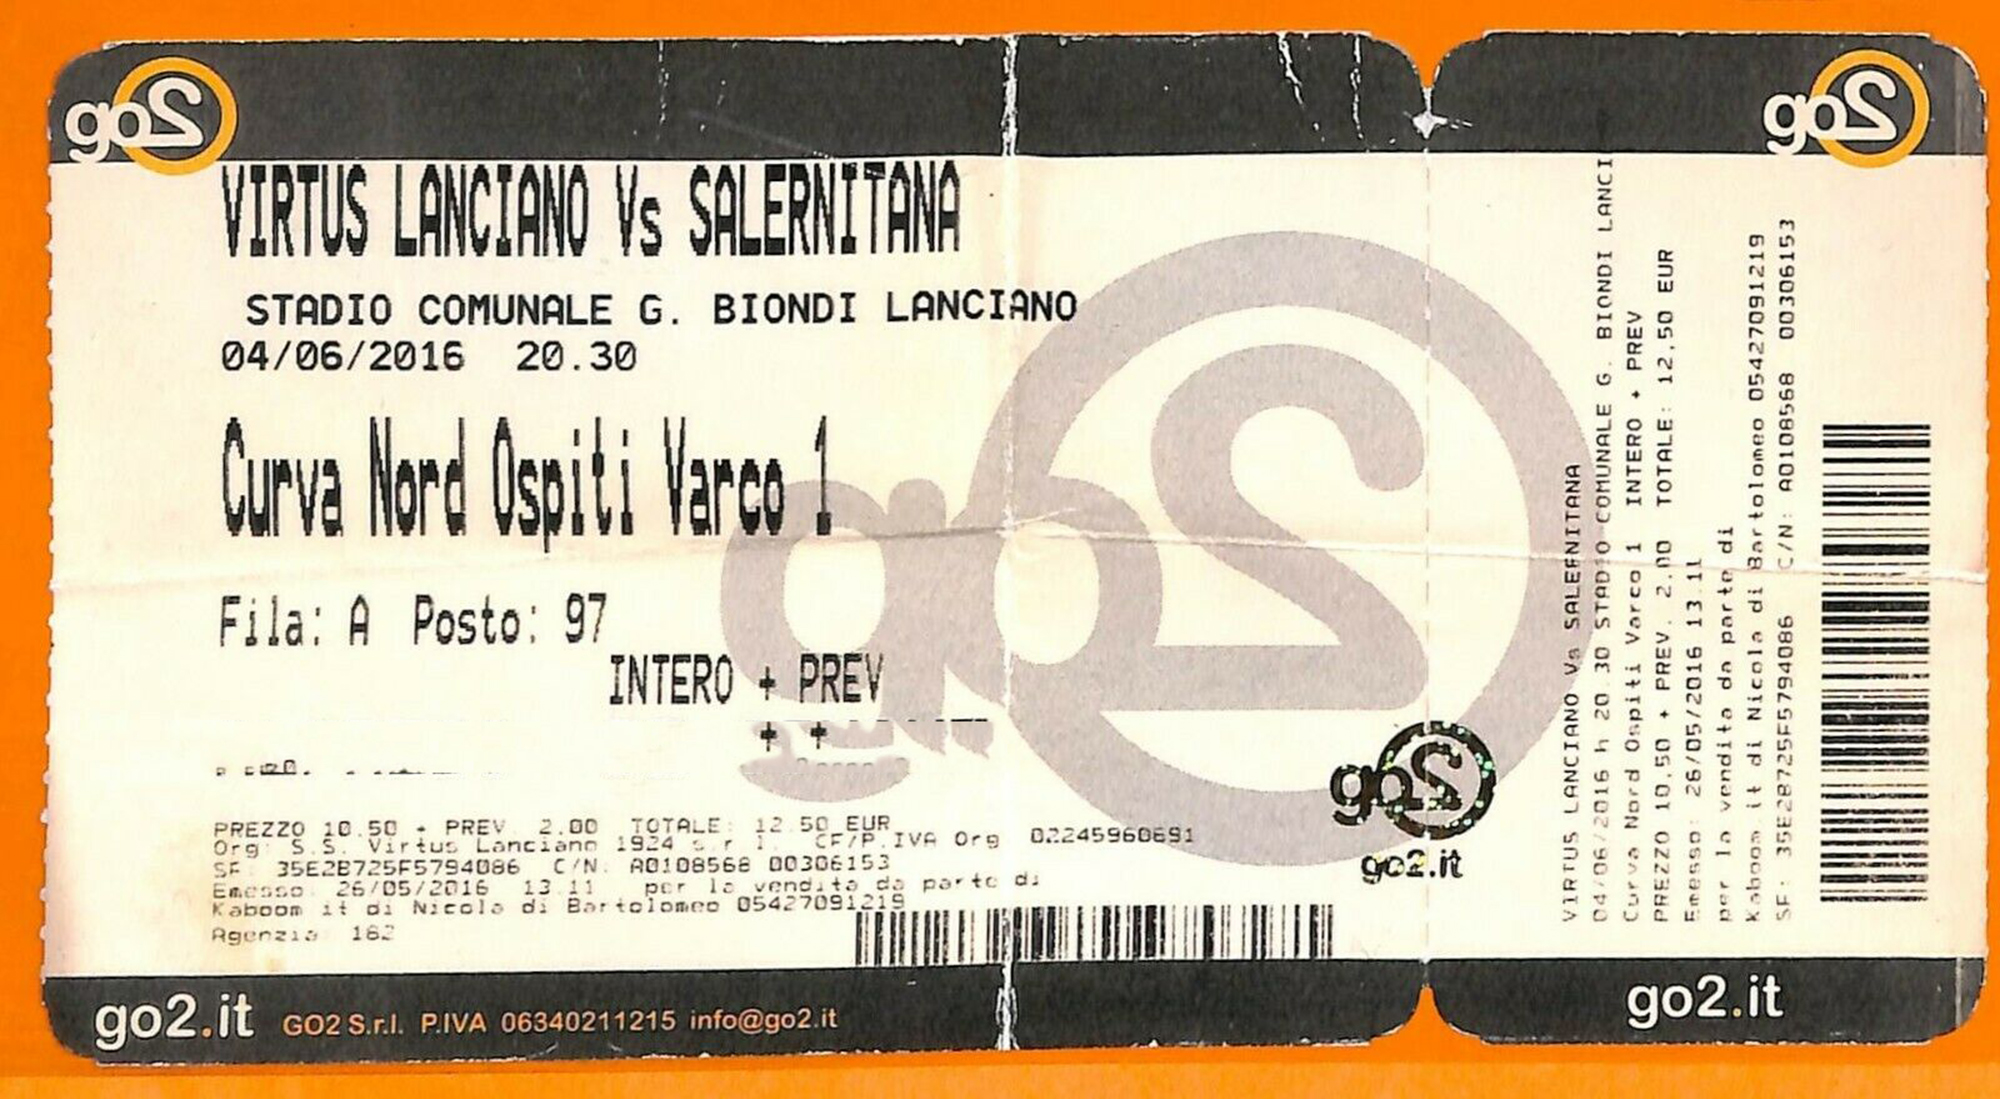 go2
go2
VIRTUS LANCIANO Vs SALERNITANA
STADIO COMUNALE G. BIONDI LANCIANO
04/06/2016 20.30
Curva Nord Ospiti Varco 1
Fila: A Posto: 97
INTERO + PREV
+ +
PREZZO 10.50 + PREV. 2.00 TOTALE: 12.50 EUR
Org: S.S. Virtus Lanciano 1924 s.r.l. CF/P.IVA Org 02245960691
SF: 35E2B725F5794086 C/N: A0108568 00306153
Emesso: 26/05/2016 13.11 per la vendita da parte di
Kaboom.it di Nicola di Bartolomeo 05427091219
Agenzia: 162
go2
go2
go2.it
go2.it GO2 S.r.l. P.IVA 06340211215 info@go2.it
VIRTUS LANCIANO Vs SALERNITANA
04/06/2016 h 20 30 STADIO COMUNALE G. BIONDI LANCI
Curva Nord Ospiti Varco 1 INTERO + PREV
PREZZO 10.50 + PREV. 2.00 TOTALE: 12.50 EUR
Emesso: 26/05/2016 13.11
per la vendita da parte di
Kaboom.it di Nicola di Bartolomeo 05427091219
SF: 35E2B725F5794086 C/N: A0108568 00306153
go2.it